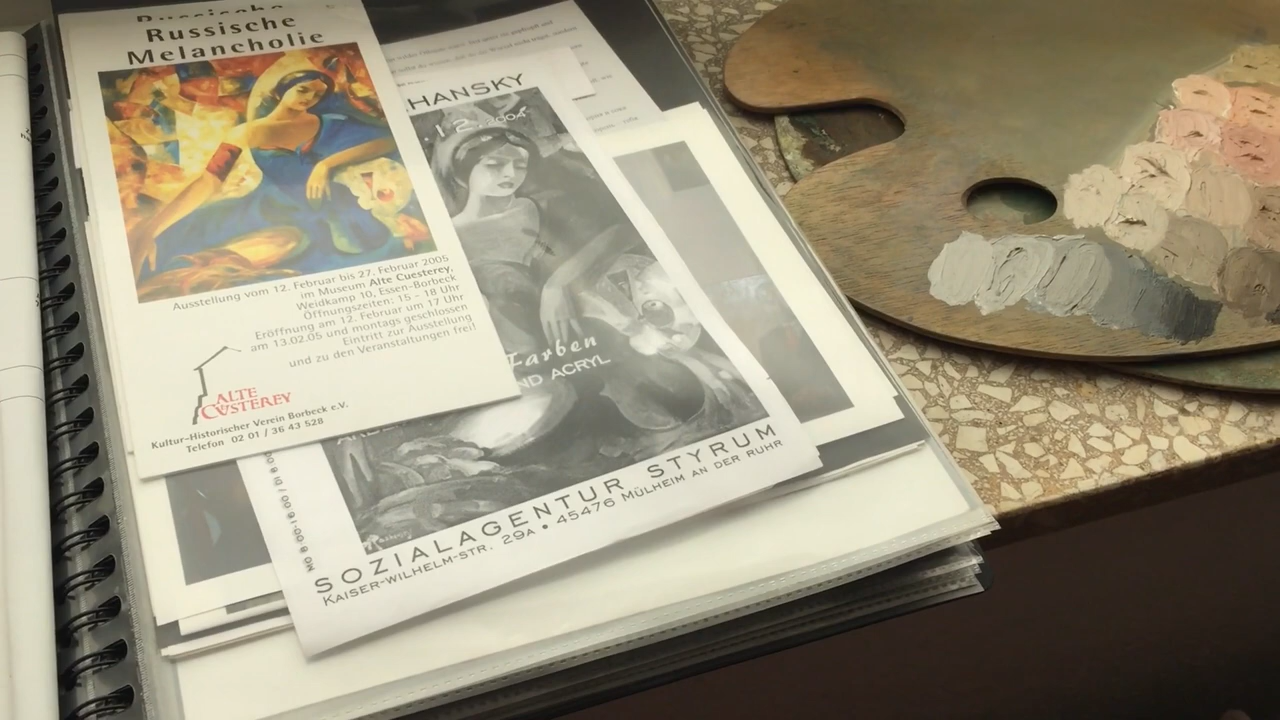 Russische
Russische
Melancholie
Ausstellung vom 12. Februar bis 27. Februar 2005
im Museum Alte Cuesterey,
Weidkamp 10, Essen-Borbeck
Öffnungszeiten: 15 - 18 Uhr
Eröffnung am 12. Februar um 17 Uhr
am 13.02.05 und montags geschlossen
Eintritt zur Ausstellung
und zu den Veranstaltungen frei!
ALTE
CUSTEREY
Kultur-Historischer Verein Borbeck e.V.
Telefon 02 01 / 36 43 528
HANSKY
12.2004
Farben
ND ACRYL
SOZIALAGENTUR STYRUM
KAISER-WILHELM-STR. 29A • 45476 MÜLHEIM AN DER RUHR